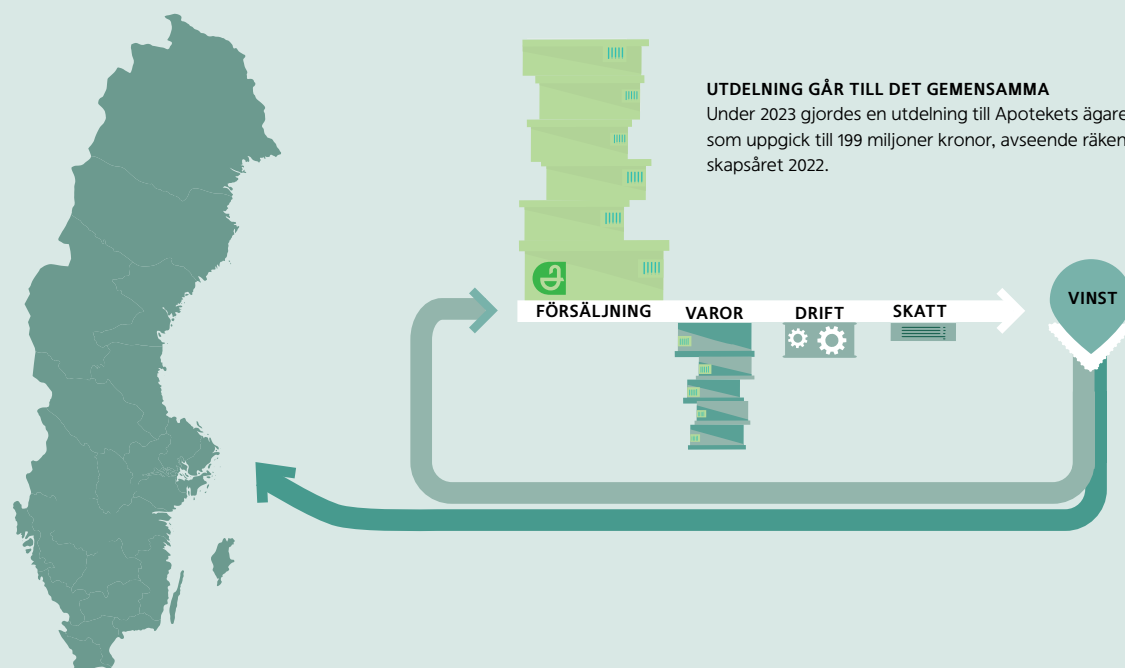 UTDELNING GÅR TILL DET GEMENSAMMA
Under 2023 gjordes en utdelning till Apotekets ägare
som uppgick till 199 miljoner kronor, avseende räken
skapsåret 2022.
FÖRSÄLJNING
VAROR
DRIFT
SKATT
VINST